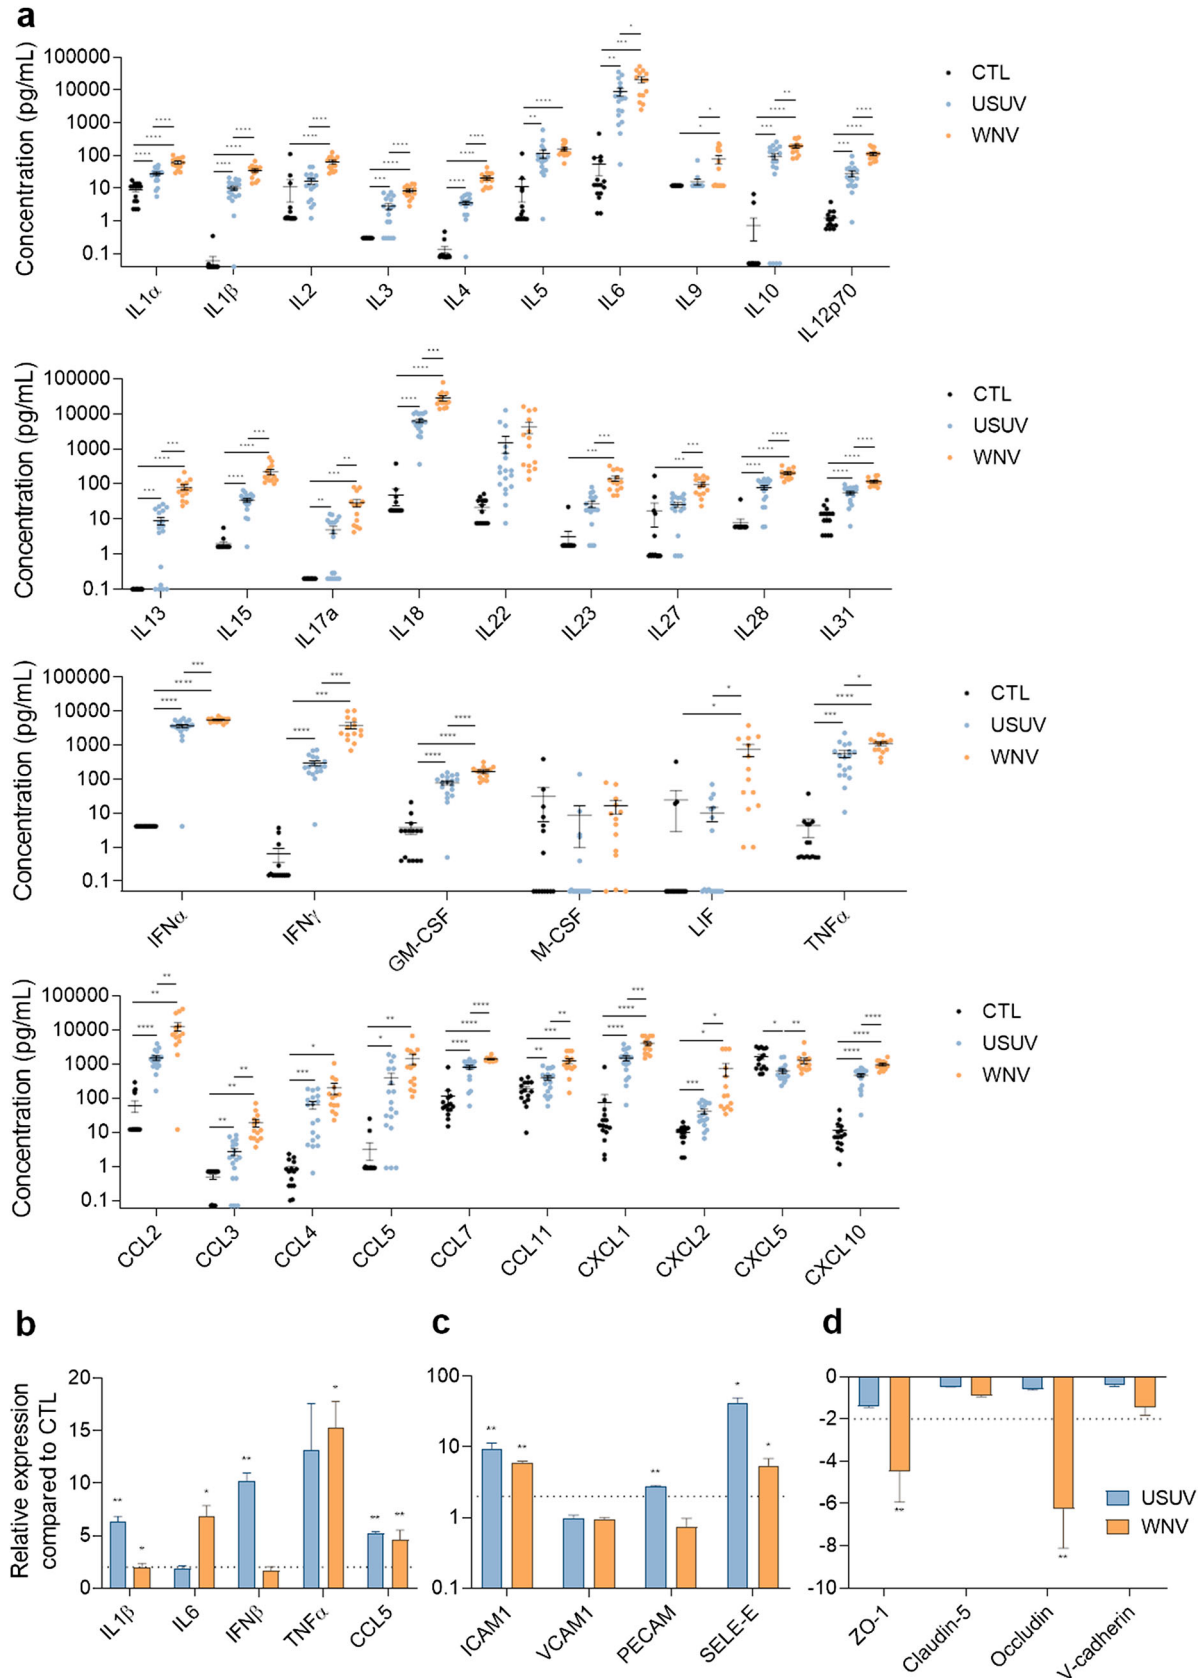 a
Concentration (pg/mL)
100000
10000
1000
100
10
1
0.1
IL1α
IL1β
IL2
IL3
IL4
IL5
IL6
IL9
IL10
IL12p70
CTL
USUV
WNV
Concentration (pg/mL)
100000
10000
1000
100
10
1
0.1
IL13
IL15
IL17a
IL18
IL22
IL23
IL27
IL28
IL31
CTL
USUV
WNV
Concentration (pg/mL)
100000
10000
1000
100
10
1
0.1
IFNα
IFNγ
GM-CSF
M-CSF
LIF
TNFα
CTL
USUV
WNV
Concentration (pg/mL)
100000
10000
1000
100
10
1
0.1
CCL2
CCL3
CCL4
CCL5
CCL7
CCL11
CXCL1
CXCL2
CXCL5
CXCL10
CTL
USUV
WNV
b
Relative expression
compared to CTL
20
15
10
5
0
IL1β
IL6
IFNβ
TNFα
CCL5
c
100
10
1
0.1
ICAM1
VCAM1
PECAM
SELE-E
d
0
-2
-4
-6
-8
-10
ZO-1
Claudin-5
Occludin
V-cadherin
USUV
WNV